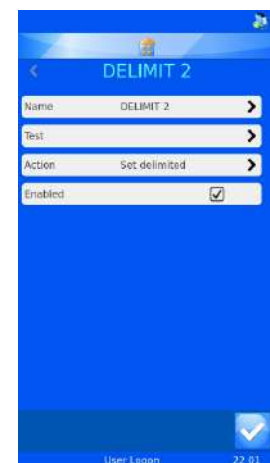 DELIMIT 2
Name DELIMIT 2
Test
Action Set delimited
Enabled
User Logon 22 01